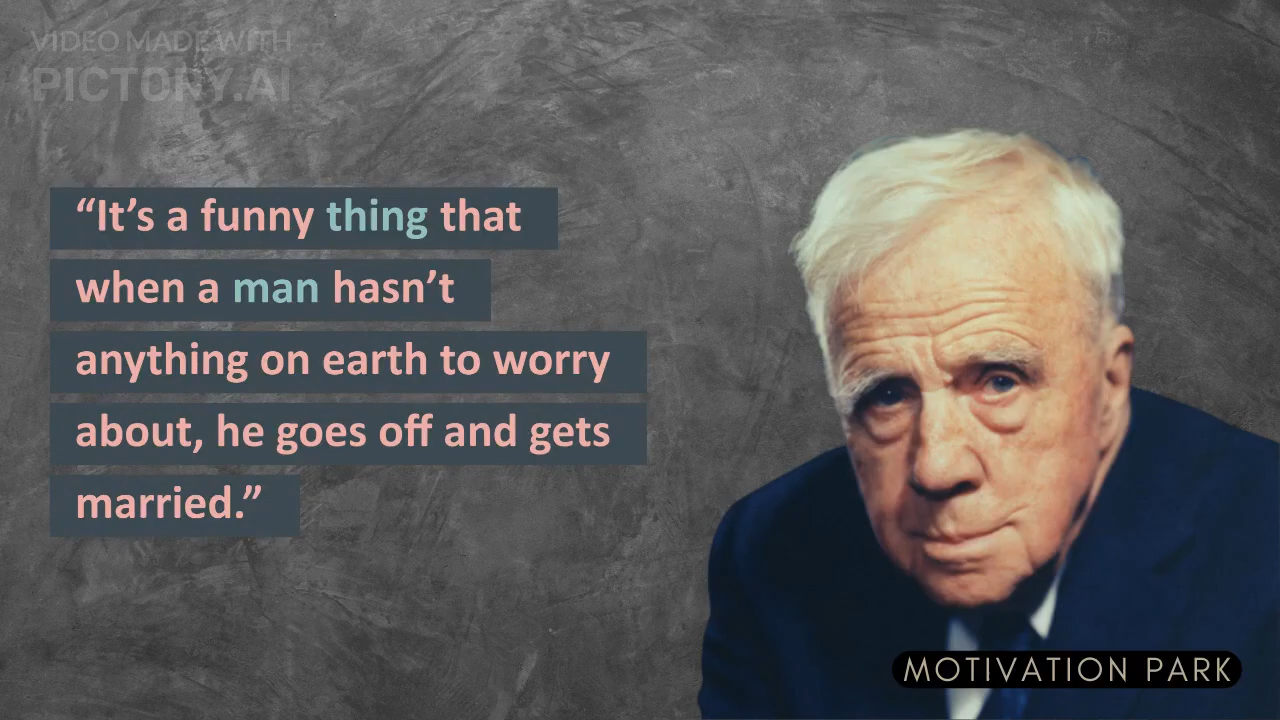 VIDEO MADE WITH
PICTORY.AI
“It’s a funny thing that
when a man hasn’t
anything on earth to worry
about, he goes off and gets
married.”
MOTIVATION PARK